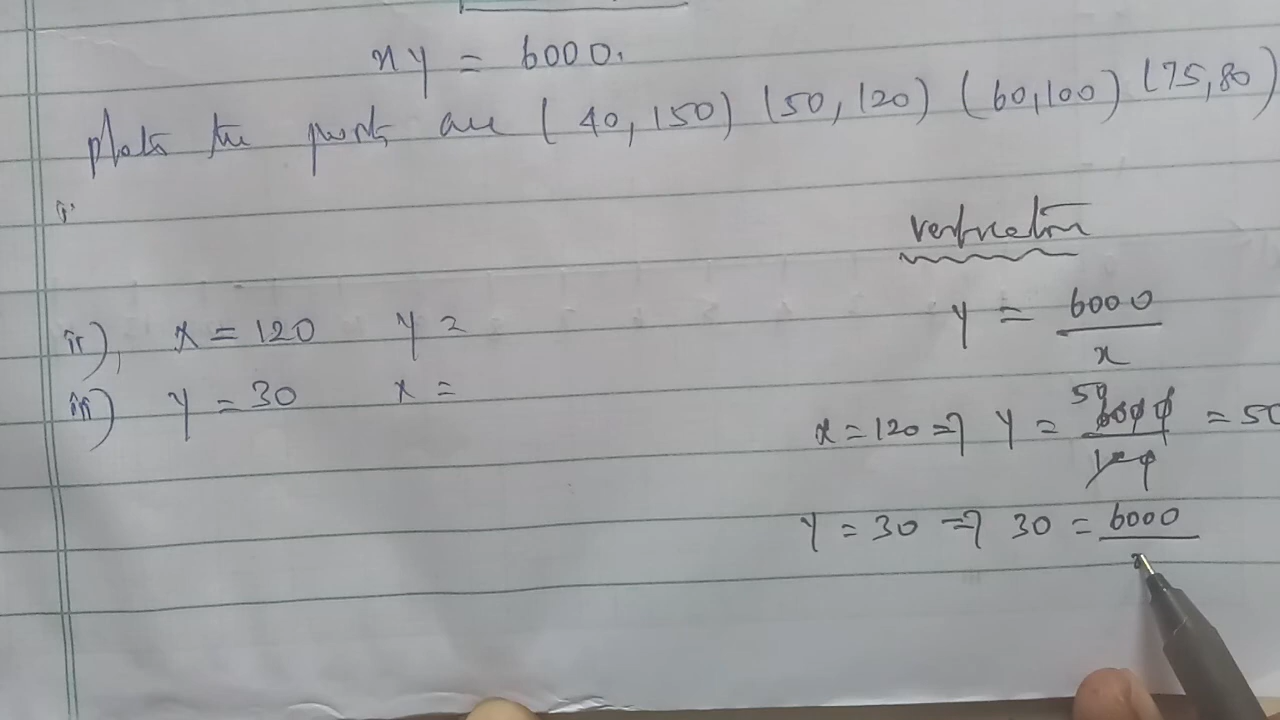 xy = 6000.
Plots the points are (40,150) (50,120) (60,100) (75,80)
i)
verification
y = 6000/x
ii), x = 120 y =
iii) y = 30 x =
x = 120 => y = 6000/120 = 50
50
y = 30 => 30 = 6000/